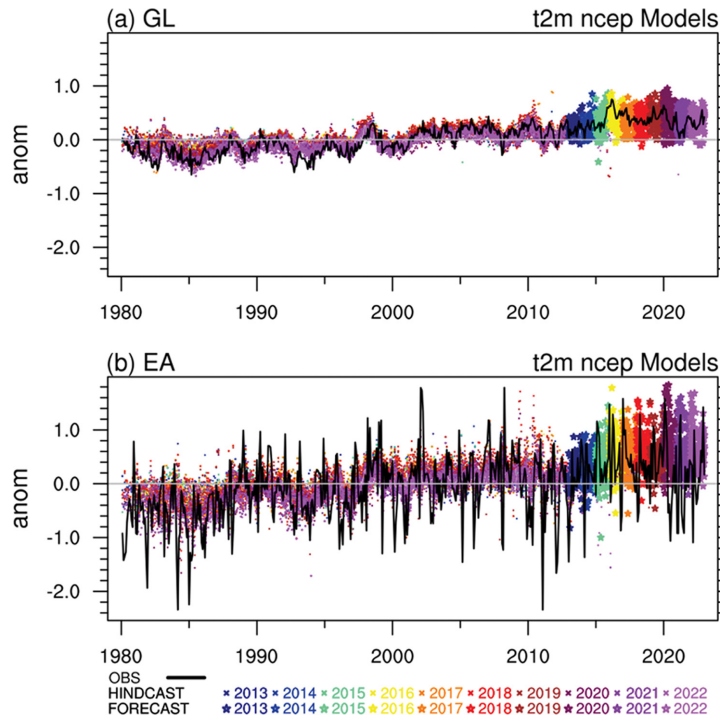 (a) GL t2m ncep Models
1.0
0.0
-1.0
-2.0
anom
1980 1990 2000 2010 2020
(b) EA t2m ncep Models
1.0
0.0
-1.0
-2.0
anom
1980 1990 2000 2010 2020
OBS
HINDCAST 2013 2014 2015 2016 2017 2018 2019 2020 2021 2022
FORECAST 2013 2014 2015 2016 2017 2018 2019 2020 2021 2022